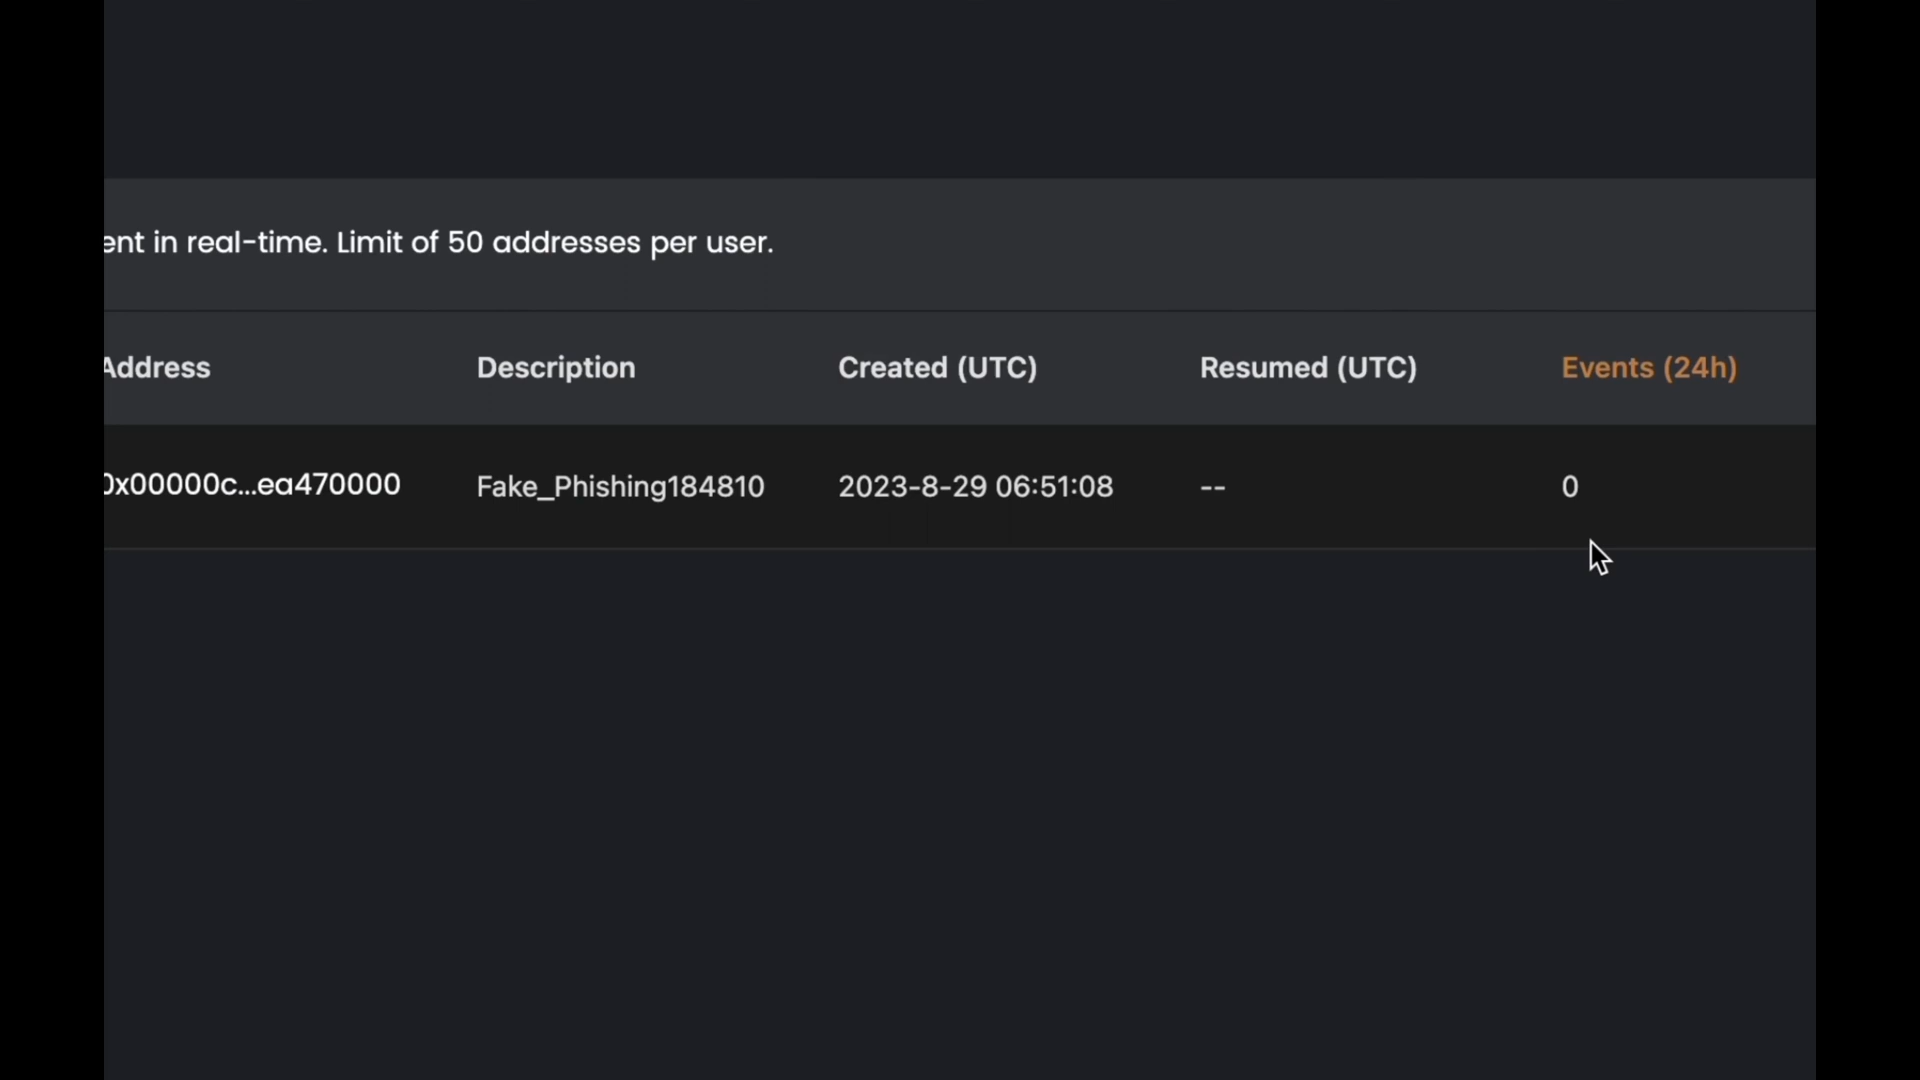 ent in real-time. Limit of 50 addresses per user.
Address Description Created (UTC) Resumed (UTC) Events (24h)
0x00000c...ea470000 Fake_Phishing184810 2023-8-29 06:51:08 -- 0